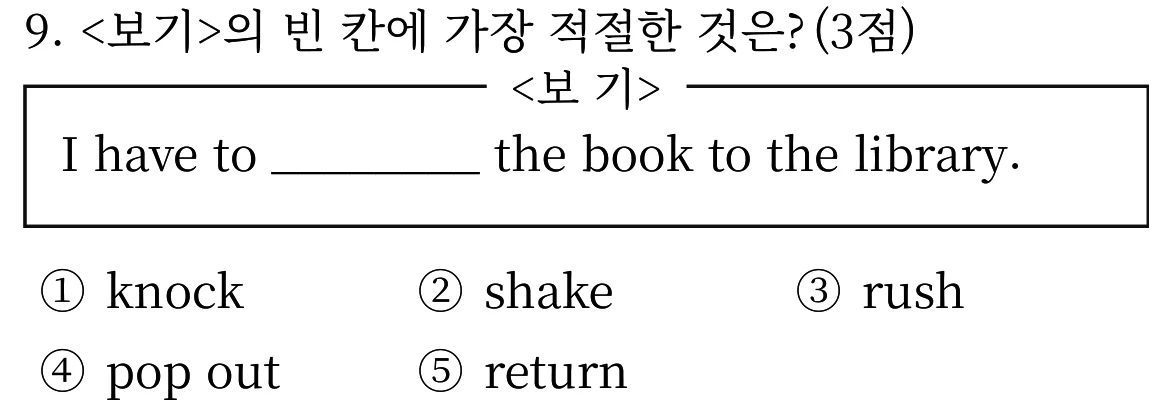 9. <보기>의 빈 칸에 가장 적절한 것은?(3점)
<보 기>
I have to ________ the book to the library.
① knock ② shake ③ rush
④ pop out ⑤ return